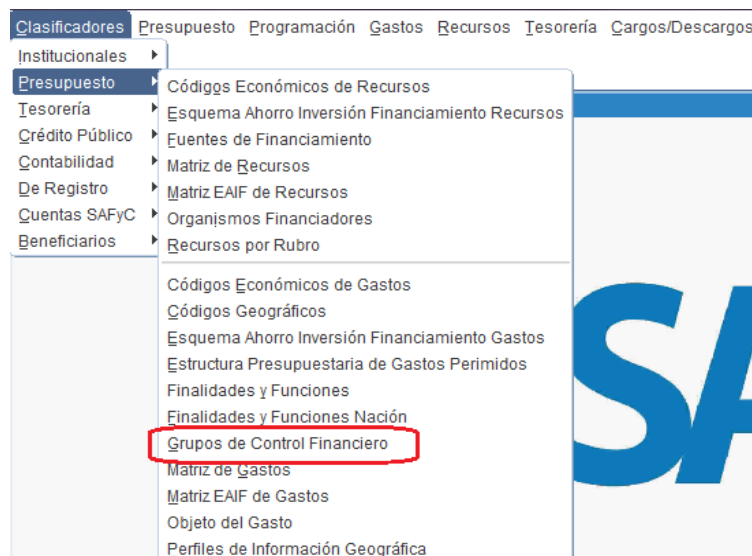 Clasificadores Presupuesto Programación Gastos Recursos Tesorería Cargos/Descargos
Institucionales
Presupuesto
Tesorería
Crédito Público
Contabilidad
De Registro
Cuentas SAFyC
Beneficiarios
Códigos Económicos de Recursos
Esquema Ahorro Inversión Financiamiento Recursos
Fuentes de Financiamiento
Matriz de Recursos
Matriz EAIF de Recursos
Organismos Financiadores
Recursos por Rubro
Códigos Económicos de Gastos
Códigos Geográficos
Esquema Ahorro Inversión Financiamiento Gastos
Estructura Presupuestaria de Gastos Perimidos
Finalidades y Funciones
Finalidades y Funciones Nación
Grupos de Control Financiero
Matriz de Gastos
Matriz EAIF de Gastos
Objeto del Gasto
Perfiles de Información Geográfica
SA